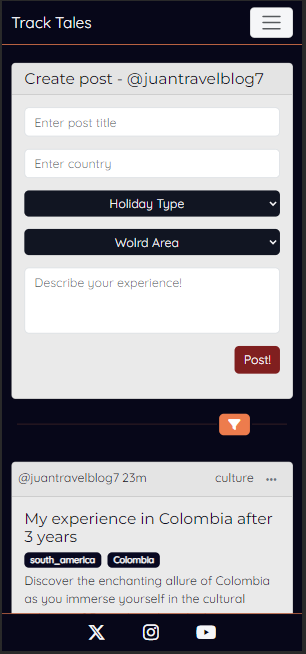 Track Tales
Create post - @juantravelblog7
Enter post title
Enter country
Holiday Type
Wolrd Area
Describe your experience!
Post!
@juantravelblog7 23m culture ...
My experience in Colombia after
3 years
south_america Colombia
Discover the enchanting allure of Colombia
as you immerse yourself in the cultural